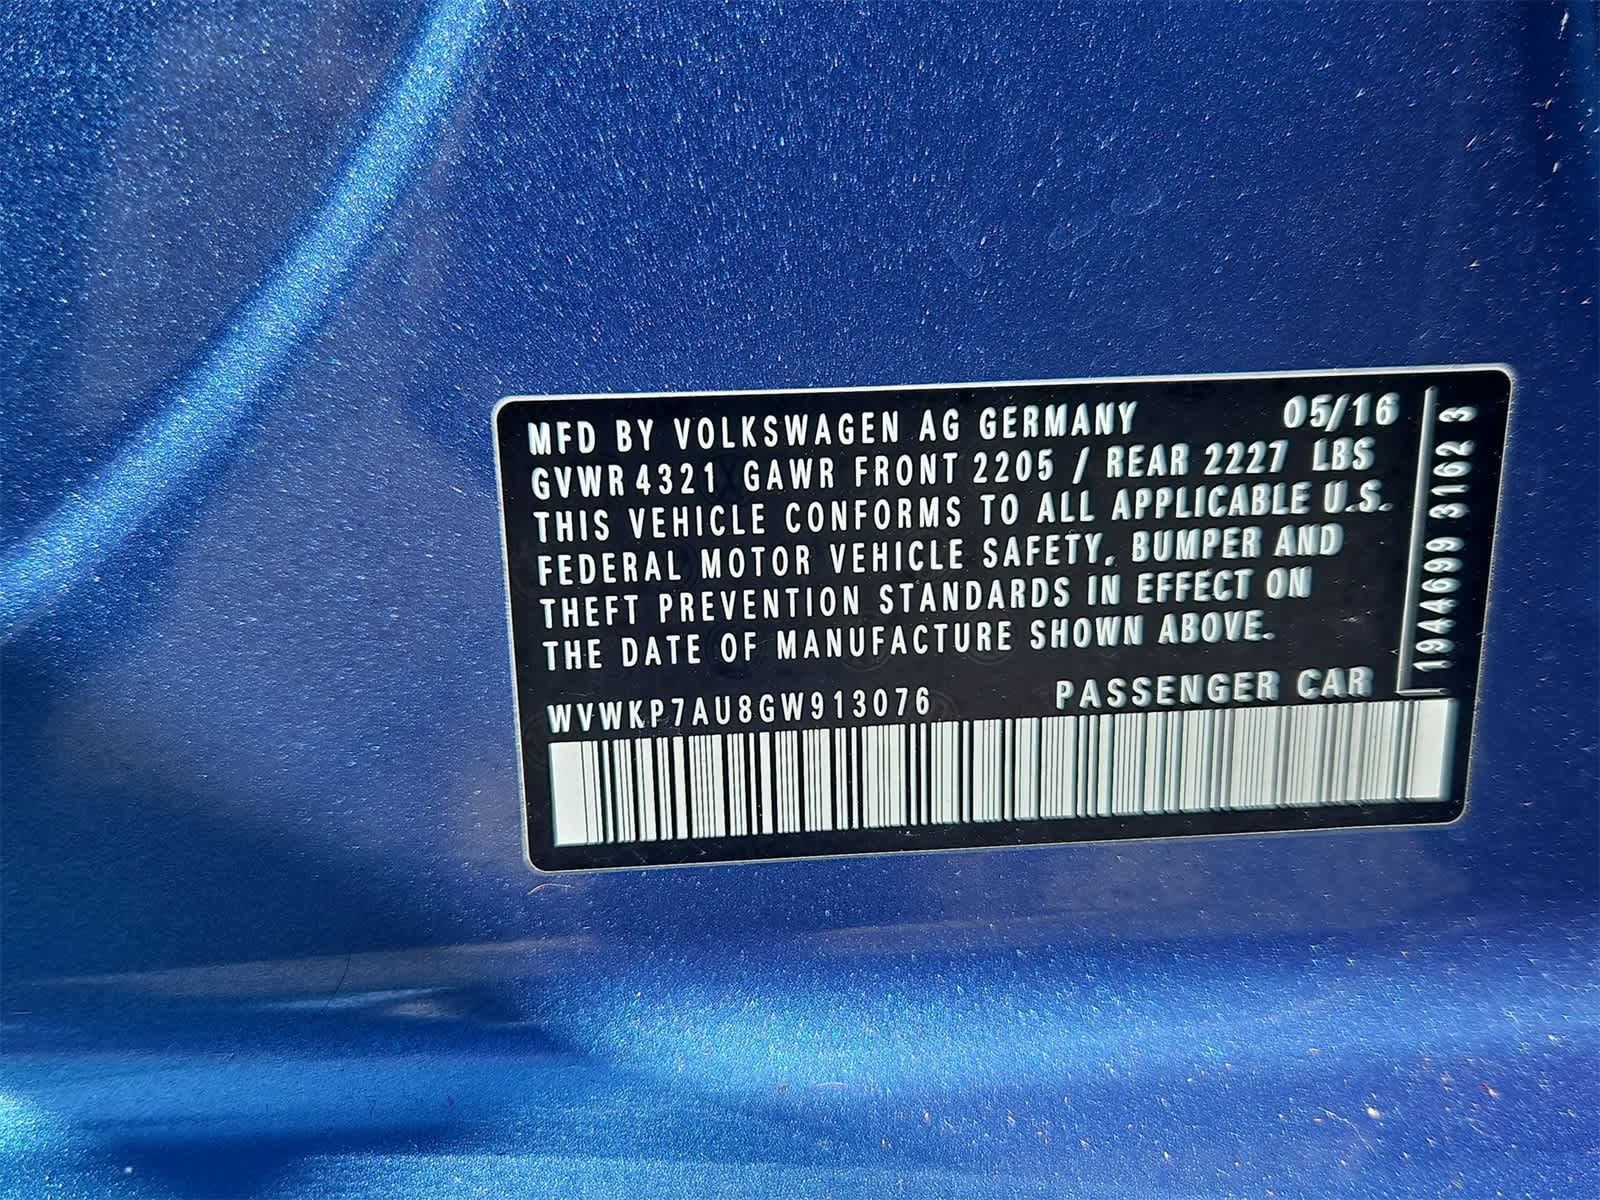 MFD BY VOLKSWAGEN AG GERMANY 05/16
GVWR 4321 GAWR FRONT 2205 / REAR 2227 LBS
THIS VEHICLE CONFORMS TO ALL APPLICABLE U.S.
FEDERAL MOTOR VEHICLE SAFETY, BUMPER AND
THEFT PREVENTION STANDARDS IN EFFECT ON
THE DATE OF MANUFACTURE SHOWN ABOVE.
WVWKP7AU8GW913076 PASSENGER CAR
1944699 3162 3